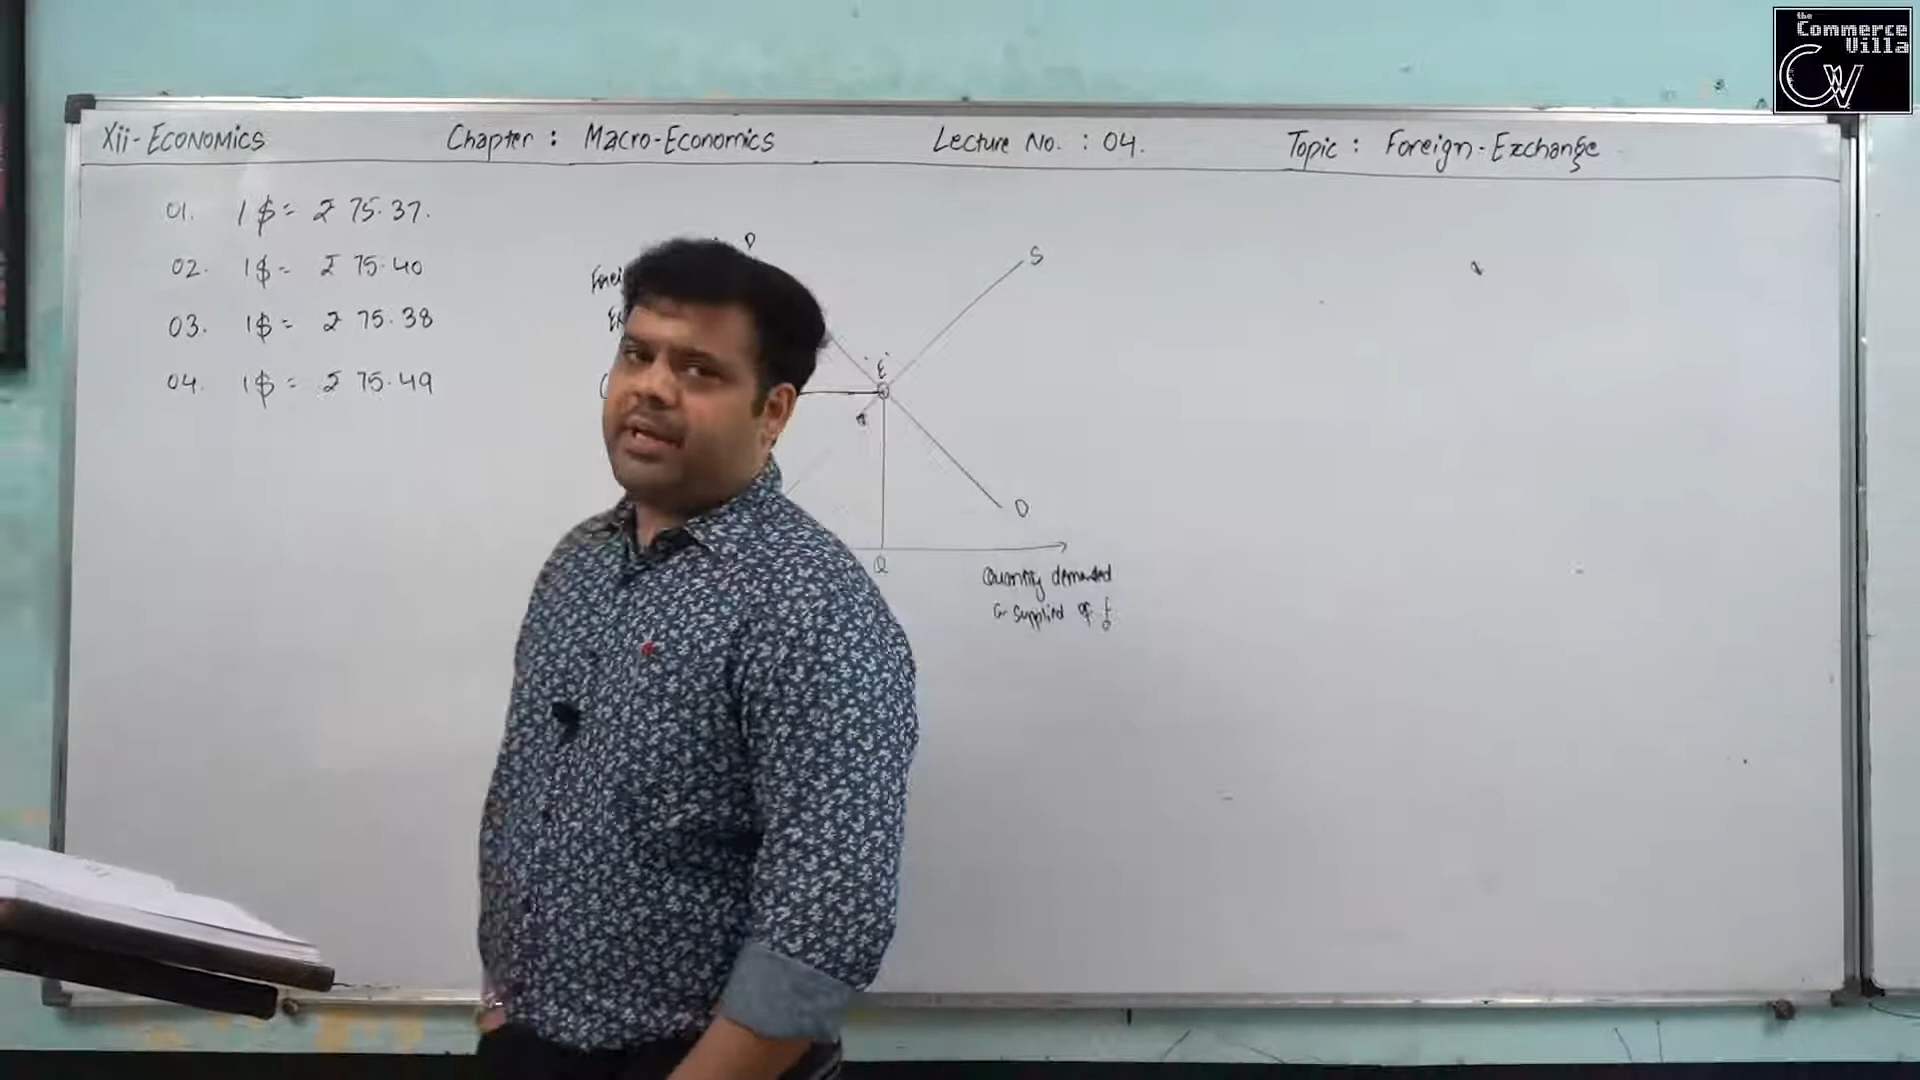 the
Commerce
Villa
CW
Xii-ECONOMICS Chapter : Macro-Economics Lecture No. : 04. Topic : Foreign-Exchange
01. 1$= ₹ 75.37.
02. 1$= ₹ 75.40
03. 1$= ₹ 75.38
04. 1$= ₹ 75.49
D
S
E
D
Q
Quantity demanded
supplied of